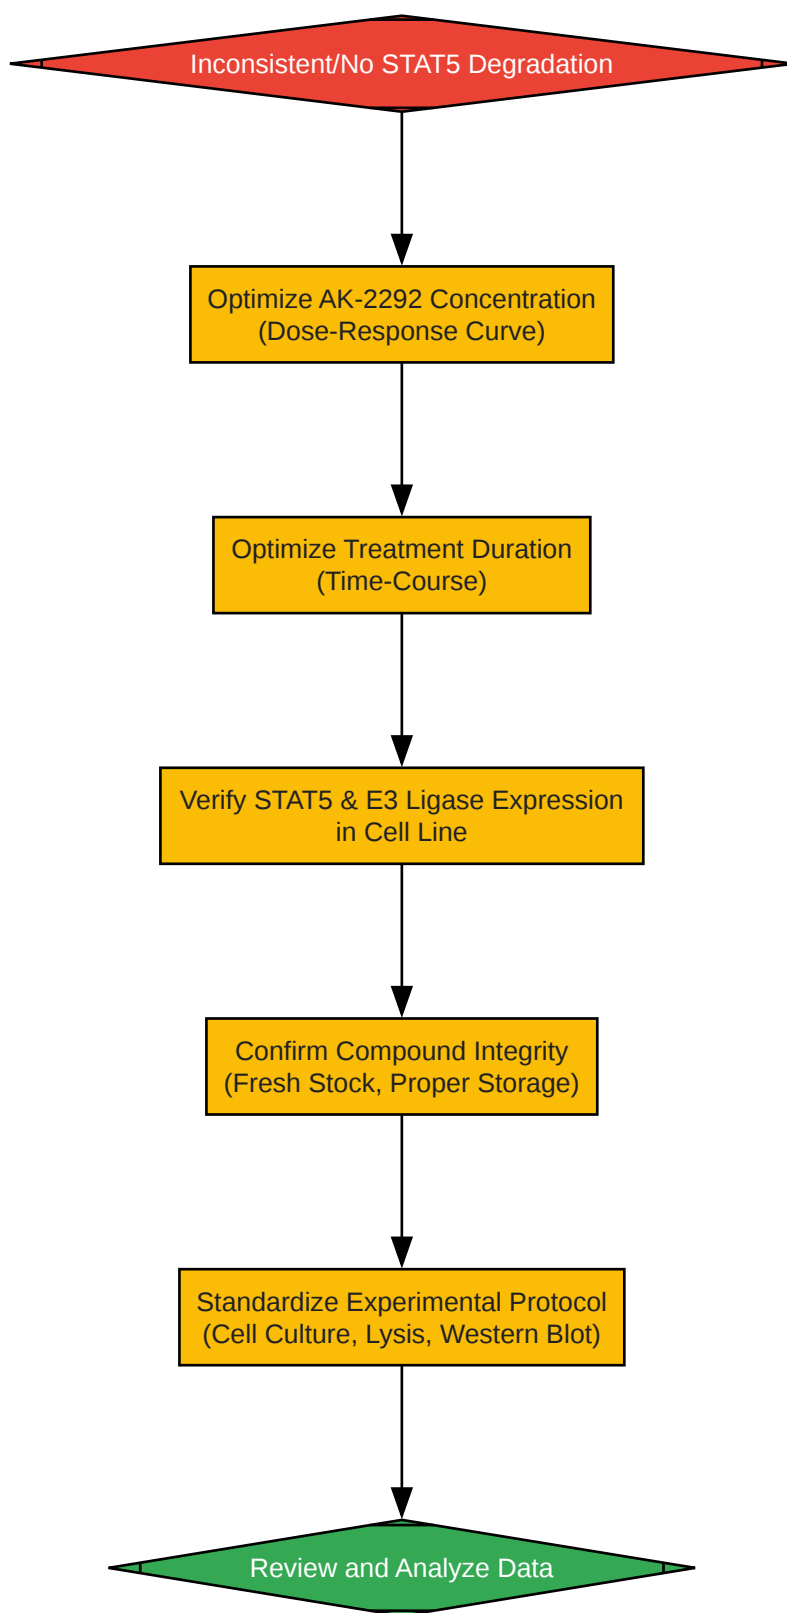 Inconsistent/No STAT5 Degradation
Optimize AK-2292 Concentration
(Dose-Response Curve)
Optimize Treatment Duration
(Time-Course)
Verify STAT5 & E3 Ligase Expression
in Cell Line
Confirm Compound Integrity
(Fresh Stock, Proper Storage)
Standardize Experimental Protocol
(Cell Culture, Lysis, Western Blot)
Review and Analyze Data